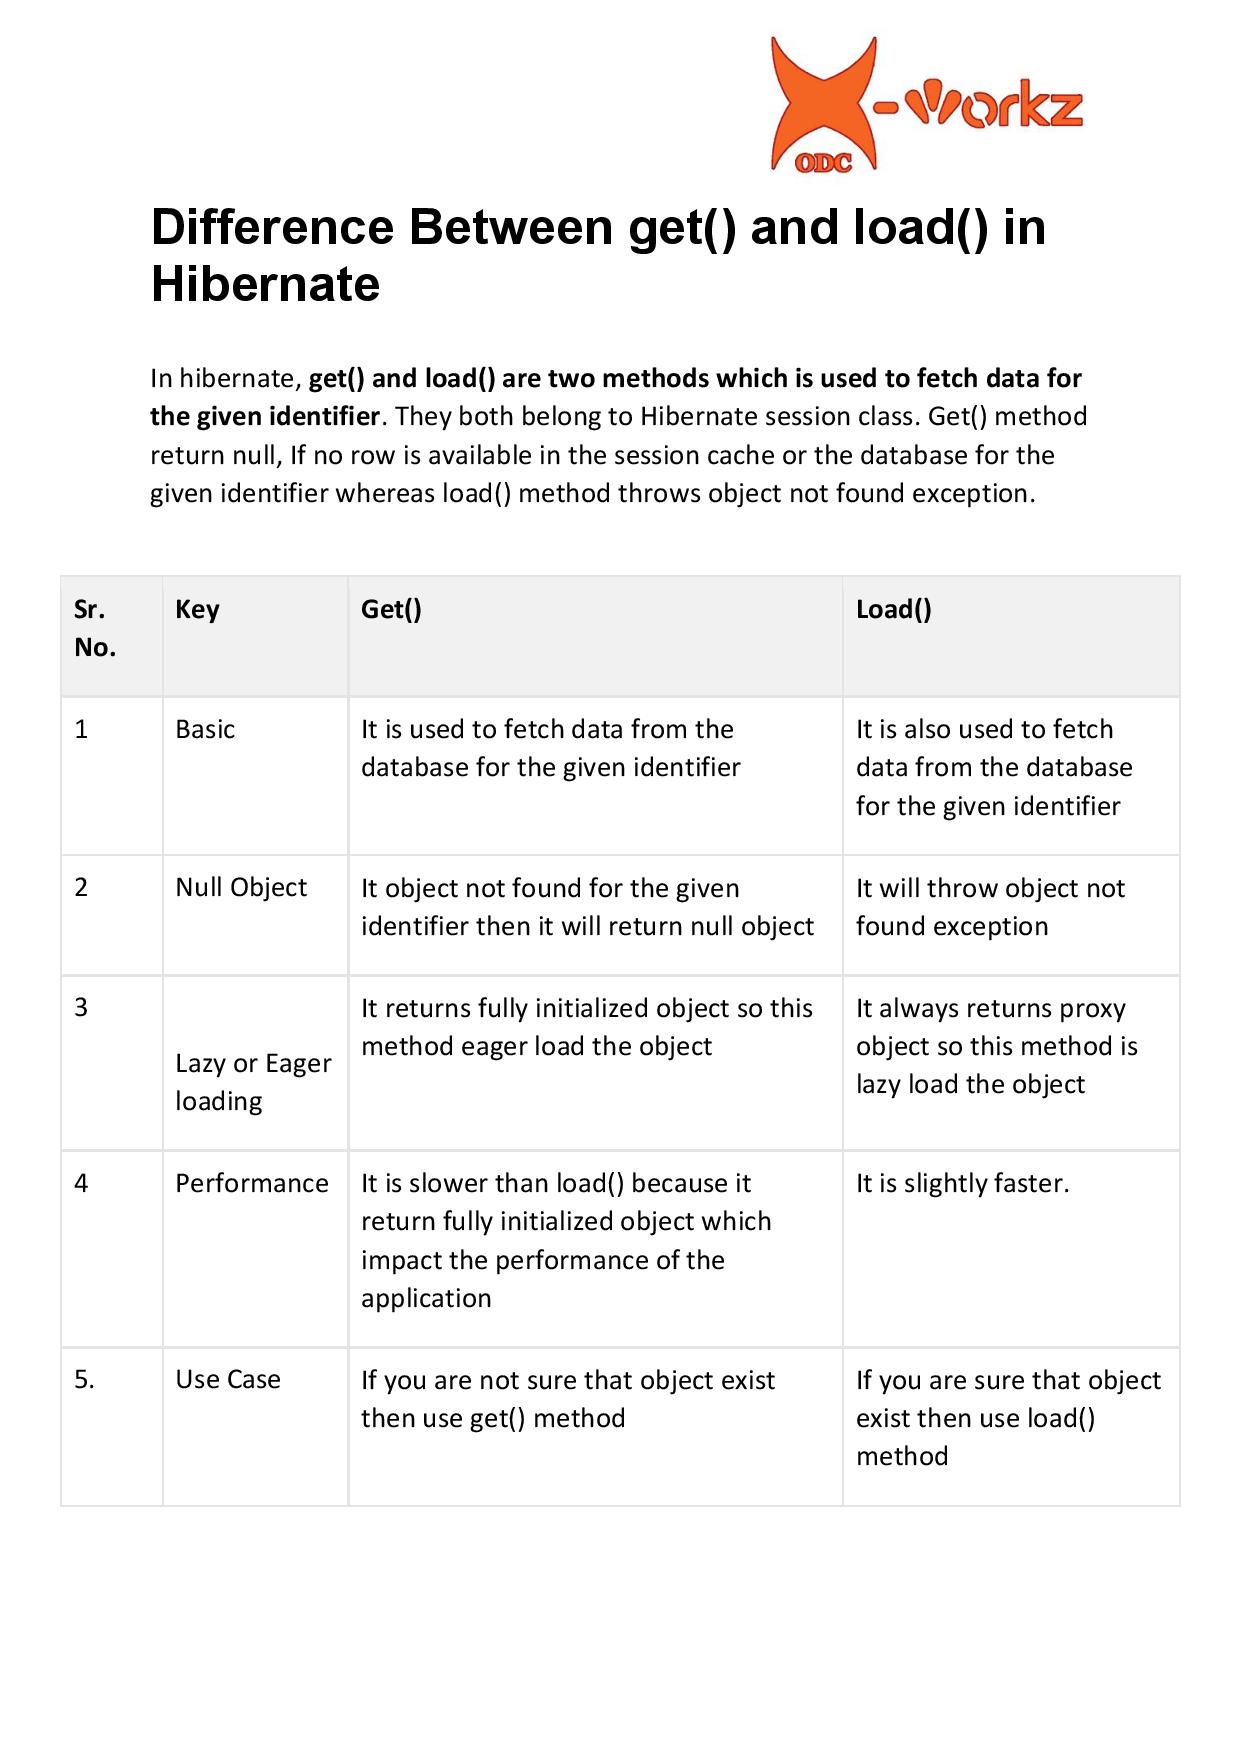 X-workz
ODC
Difference Between get() and load() in
Hibernate
In hibernate, get() and load() are two methods which is used to fetch data for
the given identifier. They both belong to Hibernate session class. Get() method
return null, If no row is available in the session cache or the database for the
given identifier whereas load() method throws object not found exception.
Sr.
No.
Key
Get()
Load()
1
Basic
It is used to fetch data from the
database for the given identifier
It is also used to fetch
data from the database
for the given identifier
2
Null Object
It object not found for the given
identifier then it will return null object
It will throw object not
found exception
3
Lazy or Eager
loading
It returns fully initialized object so this
method eager load the object
It always returns proxy
object so this method is
lazy load the object
4
Performance
It is slower than load() because it
return fully initialized object which
impact the performance of the
application
It is slightly faster.
5.
Use Case
If you are not sure that object exist
then use get() method
If you are sure that object
exist then use load()
method